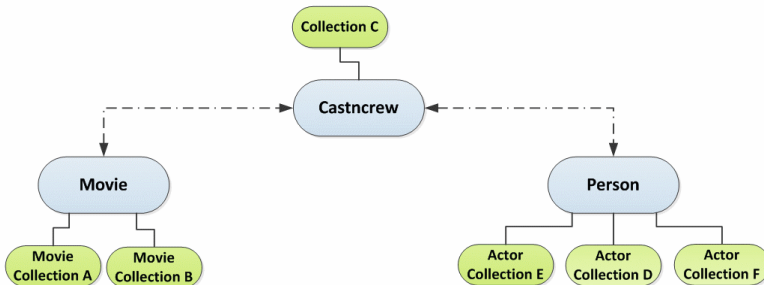 Collection C
Castncrew
Movie
Person
Movie
Collection A
Movie
Collection B
Actor
Collection E
Actor
Collection D
Actor
Collection F